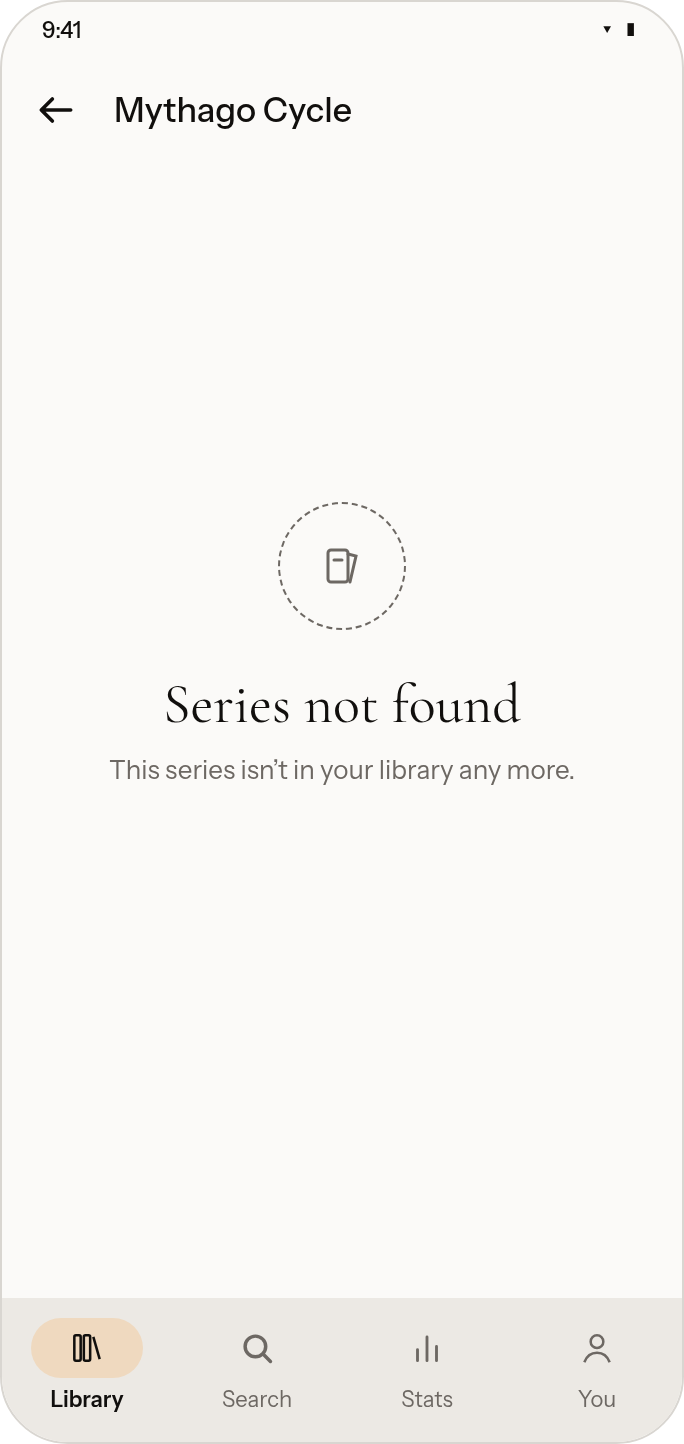 9:41
Mythago Cycle
Series not found
This series isn’t in your library any more.
Library
Search
Stats
You